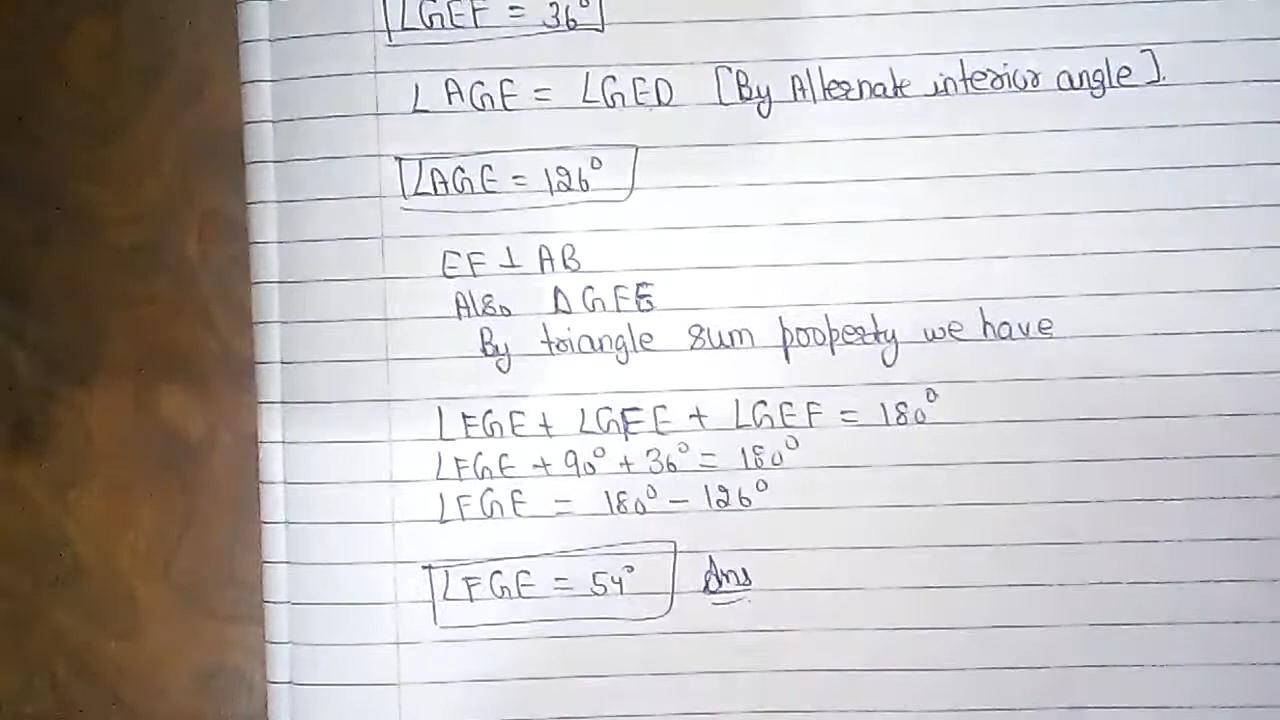 ∠GEF = 36°
∠AGE = ∠GED [By Alternate interior angle].
∠AGE = 126°
EF ⊥ AB
Also Δ GFE
By triangle sum property we have
∠FGE + ∠GFE + ∠GEF = 180°
∠FGE + 90° + 36° = 180°
∠FGE = 180° - 126°
∠FGE = 54° Ans